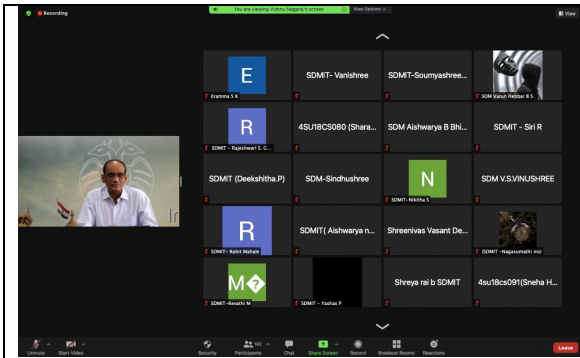 Recording
You are viewing Vishnu Nagaraj's screen
View Options
View
E
Eramma S K
SDMIT- Vanishree
SDMIT-Soumyashree...
SDM Varun Hebbar B S
R
SDMIT - Rajeshwari S. G...
4SU18CS080 (Shara...
SDM Aishwarya B Bhi...
SDMIT - Siri R
SDMIT (Deekshitha.P)
SDM-Sindhushree
N
SDMIT-Nikitha S
SDM V.S.VINUSHREE
R
SDMIT- Rohit Mahale
SDMIT( Aishwarya n...
Shreenivas Vasant De...
(SDMIT -Nagasumathi ms)
M�
SDMIT-Revathi M
SDMIT - Yashas P
Shreya rai b SDMIT
4su18cs091(Sneha H...
In
Unmute
Start Video
Security
Participants
Chat
Share Screen
Record
Breakout Rooms
Reactions
Leave